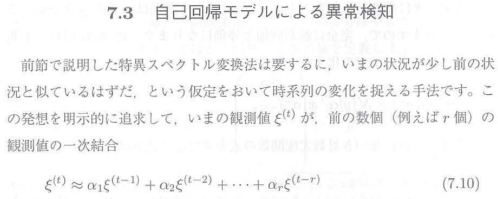 7.3 自己回帰モデルによる異常検知
前節で説明した特異スペクトル変換法は要するに,いまの状況が少し前の状
況と似ているはずだ,という仮定をおいて時系列の変化を捉える手法です。こ
の発想を明示的に追求して,いまの観測値 ξ^(t) が,前の数個(例えば r 個)の
観測値の一次結合
ξ^(t) ≈ α₁ξ^(t−1) + α₂ξ^(t−2) + ⋯ + αᵣξ^(t−r) (7.10)